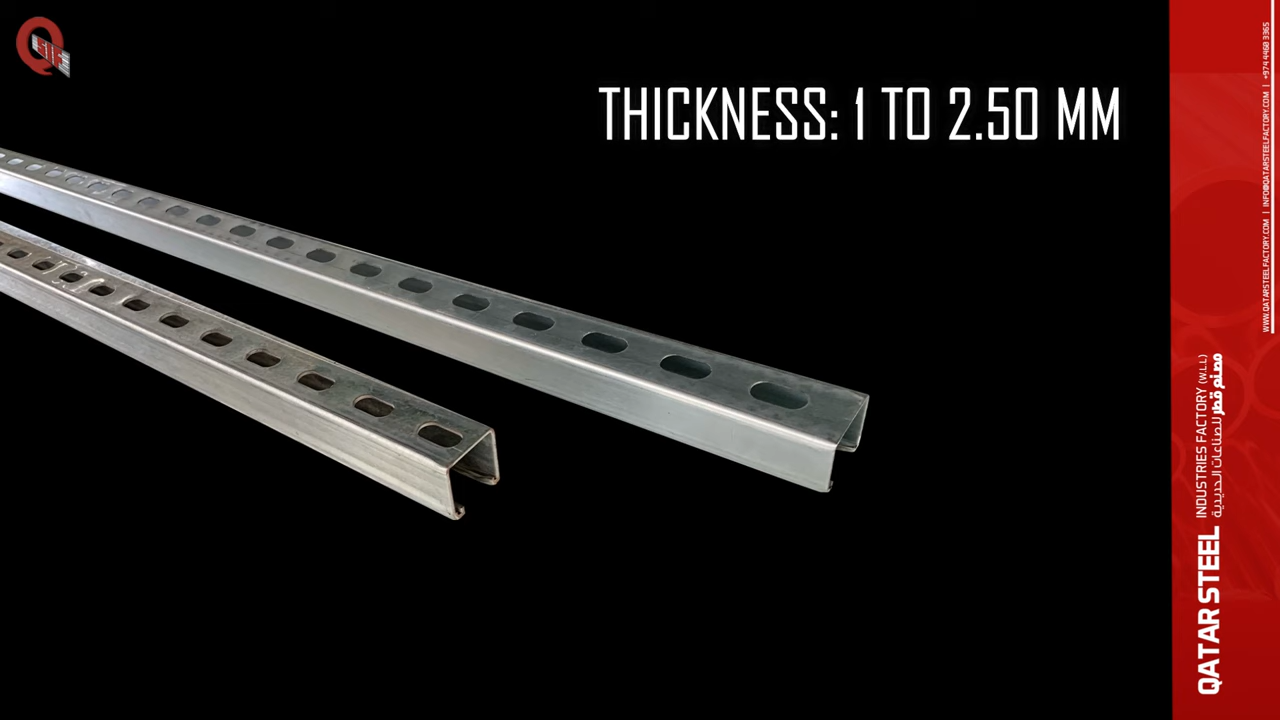 QSIF
THICKNESS: 1 TO 2.50 MM
WWW.QATARSTEELFACTORY.COM | INFO@QATARSTEELFACTORY.COM | +974 4460 3365
QATAR STEEL INDUSTRIES FACTORY (W.L.L)
مصنع قطر للصناعات الحديدية